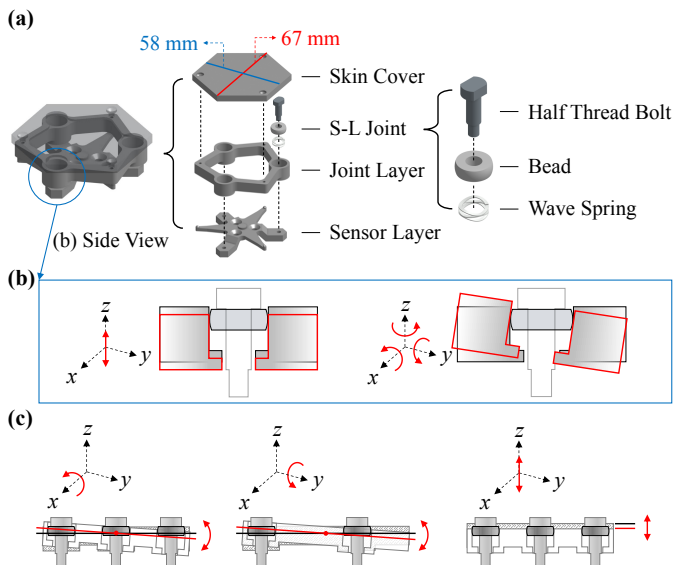 (a)
58 mm
67 mm
Skin Cover
S-L Joint
Joint Layer
Sensor Layer
Half Thread Bolt
Bead
Wave Spring
(b) Side View
(b)
z
y
x
z
y
x
(c)
z
y
x
z
y
x
z
y
x